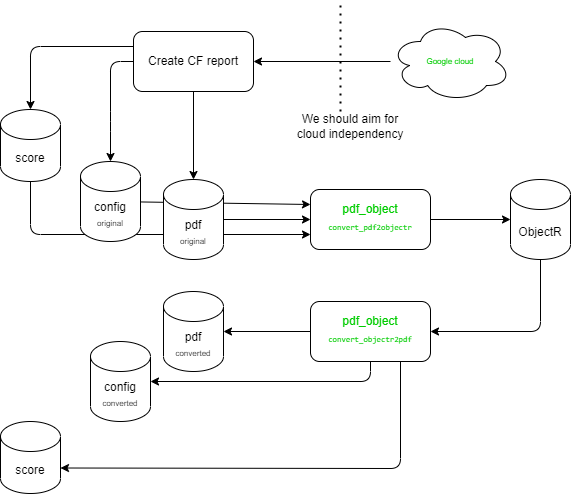 Create CF report
Google cloud
We should aim for
cloud independency
score
config
original
pdf
original
pdf_object
convert_pdf2objectr
ObjectR
pdf
converted
pdf_object
convert_objectr2pdf
config
converted
score